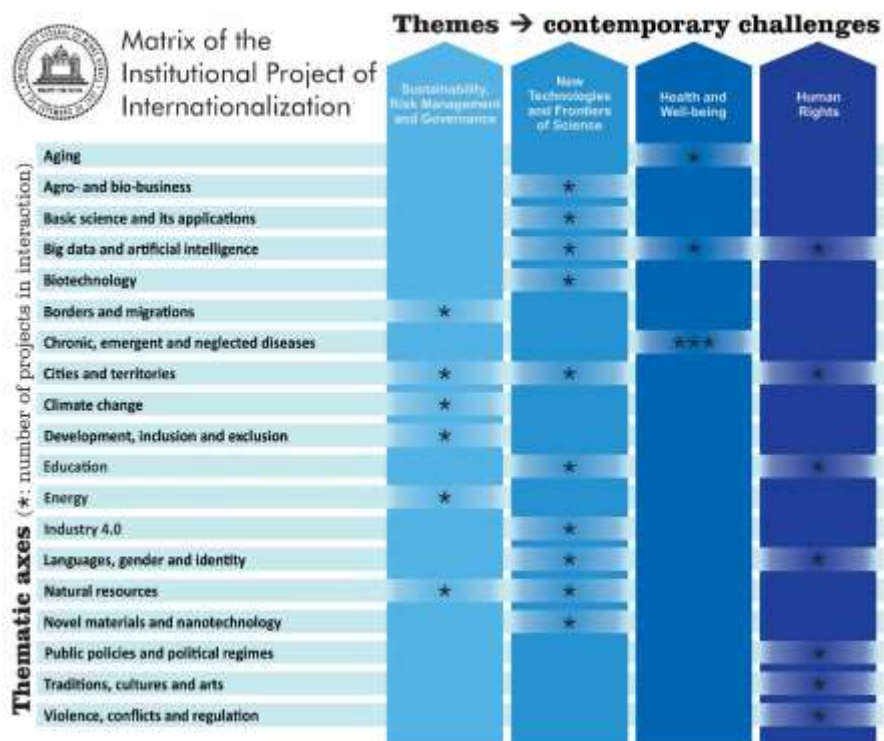 Themes → contemporary challenges
Matrix of the
Institutional Project of
Internationalization
Sustainability,
Risk Management
and Governance
New
Technologies
and Frontiers
of Science
Health and
Well-being
Human
Rights
Thematic axes (*: number of projects in interaction)
Aging *
Agro- and bio-business *
Basic science and its applications *
Big data and artificial intelligence * * *
Biotechnology *
Borders and migrations *
Chronic, emergent and neglected diseases ***
Cities and territories * * *
Climate change *
Development, inclusion and exclusion *
Education * *
Energy *
Industry 4.0 *
Languages, gender and identity * *
Natural resources * *
Novel materials and nanotechnology *
Public policies and political regimes *
Traditions, cultures and arts *
Violence, conflicts and regulation *